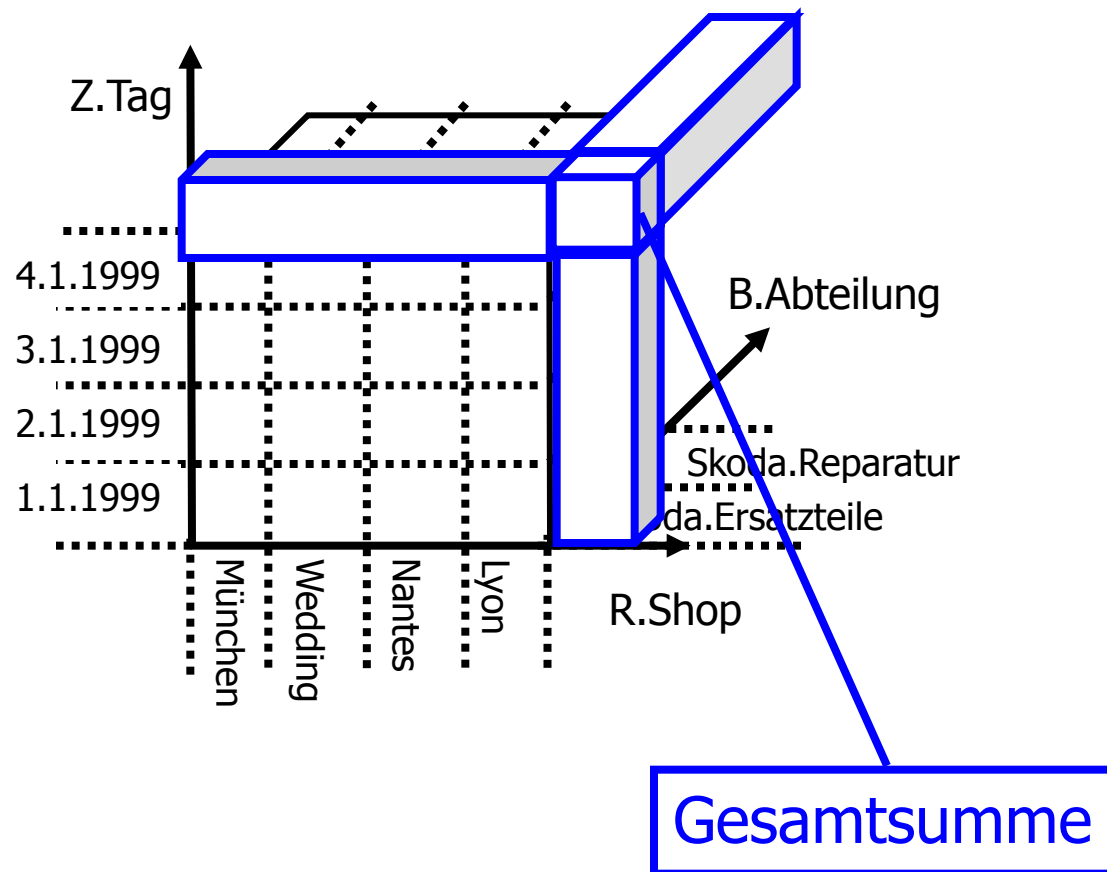 Z.Tag
4.1.1999
3.1.1999
2.1.1999
1.1.1999
B.Abteilung
Skoda.Reparatur
oda.Ersatzteile
München
Wedding
Nantes
Lyon
R.Shop
Gesamtsumme